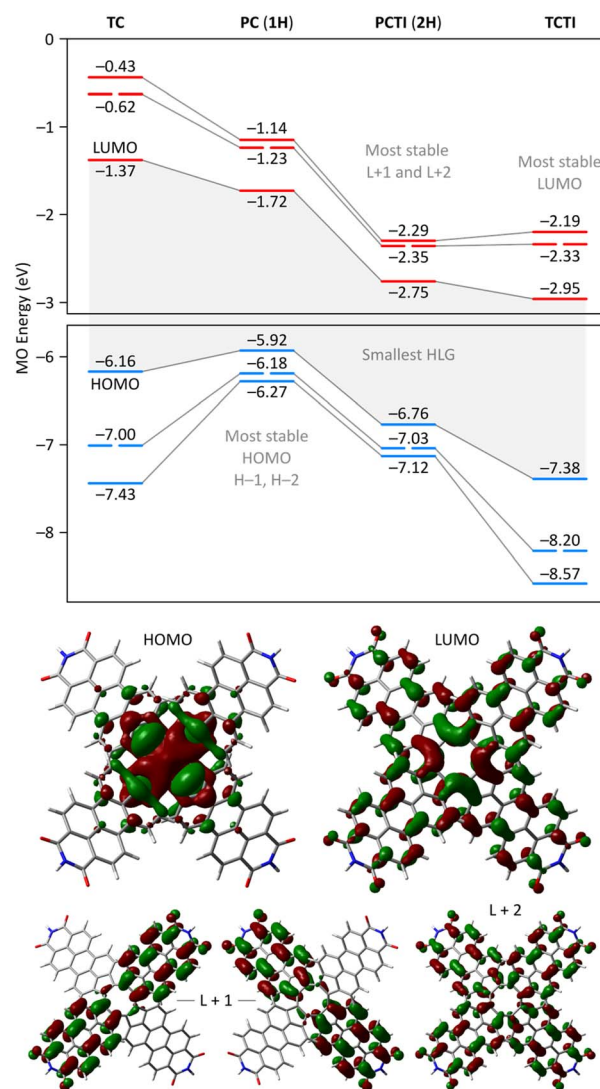 TC PC (1H) PCTI (2H) TCTI
MO Energy (eV)
0
−1
−2
−3
−6
−7
−8
−0.43
−0.62
LUMO
−1.37
−1.14
−1.23
−1.72
Most stable
L+1 and L+2
−2.29
−2.35
−2.75
Most stable
LUMO
−2.19
−2.33
−2.95
−6.16
HOMO
−7.00
−7.43
−5.92
−6.18
−6.27
Most stable
HOMO
H−1, H−2
Smallest HLG
−6.76
−7.03
−7.12
−7.38
−8.20
−8.57
HOMO
LUMO
L + 1
L + 2